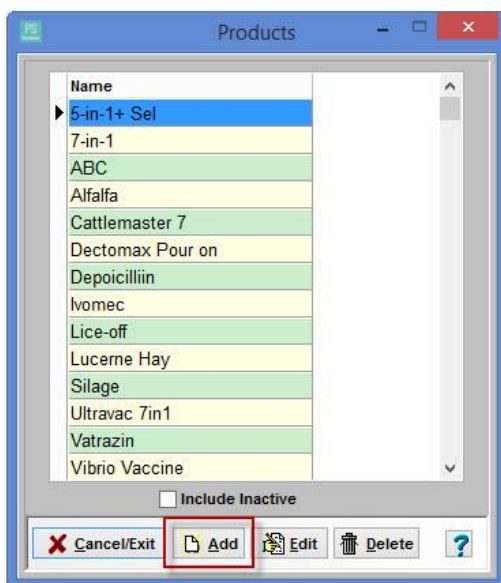 PS
Products
Name
5-in-1+ Sel
7-in-1
ABC
Alfalfa
Cattlemaster 7
Dectomax Pour on
Depoicilliin
Ivomec
Lice-off
Lucerne Hay
Silage
Ultravac 7in1
Vatrazin
Vibrio Vaccine
Include Inactive
Cancel/Exit Add Edit Delete ?